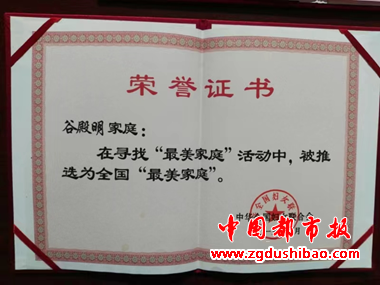 荣誉证书
谷殿明家庭：
在寻找“最美家庭”活动中，被推
选为全国“最美家庭”。
中国都市报
www.zgdushibao.com